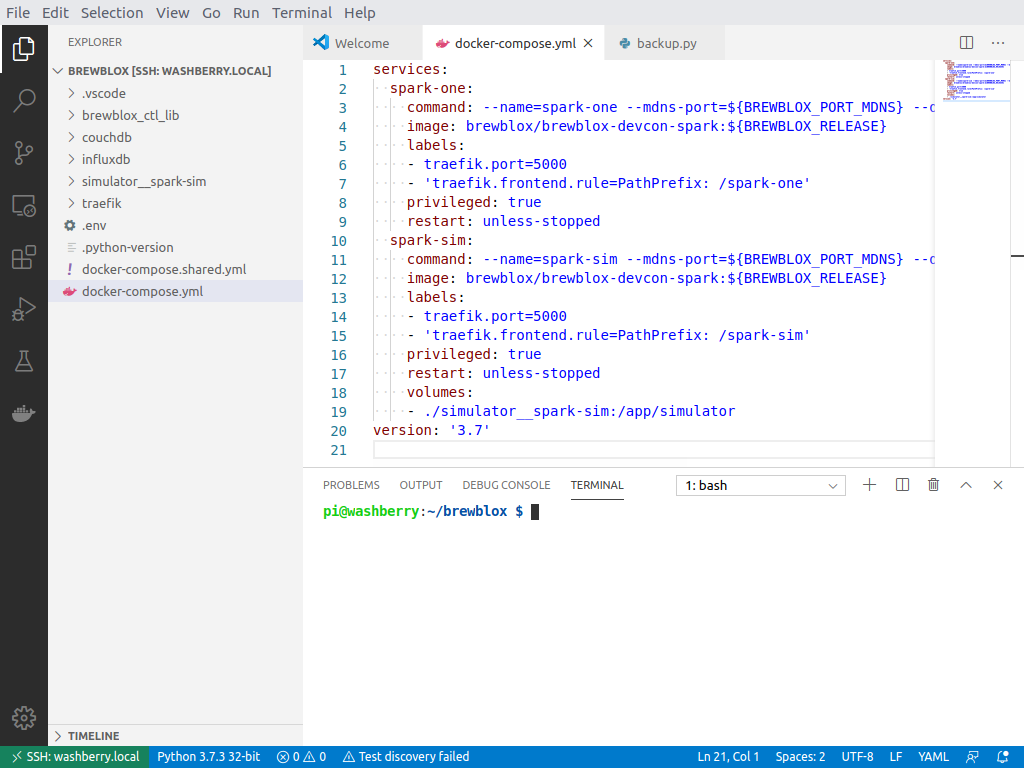 File Edit Selection View Go Run Terminal Help
EXPLORER
BREWBLOX [SSH: WASHBERRY.LOCAL]
.vscode
brewblox_ctl_lib
couchdb
influxdb
simulator__spark-sim
traefik
.env
.python-version
! docker-compose.shared.yml
docker-compose.yml
TIMELINE
Welcome docker-compose.yml backup.py
1 services:
2 spark-one:
3 command: --name=spark-one --mdns-port=${BREWBLOX_PORT_MDNS}
4 image: brewblox/brewblox-devcon-spark:${BREWBLOX_RELEASE}
5 labels:
6 - traefik.port=5000
7 - 'traefik.frontend.rule=PathPrefix: /spark-one'
8 privileged: true
9 restart: unless-stopped
10 spark-sim:
11 command: --name=spark-sim --mdns-port=${BREWBLOX_PORT_MDNS}
12 image: brewblox/brewblox-devcon-spark:${BREWBLOX_RELEASE}
13 labels:
14 - traefik.port=5000
15 - 'traefik.frontend.rule=PathPrefix: /spark-sim'
16 privileged: true
17 restart: unless-stopped
18 volumes:
19 - ./simulator__spark-sim:/app/simulator
20 version: '3.7'
21
PROBLEMS OUTPUT DEBUG CONSOLE TERMINAL 1: bash
pi@washberry:~/brewblox $
SSH: washberry.local Python 3.7.3 32-bit 0 0 Test discovery failed Ln 21, Col 1 Spaces: 2 UTF-8 LF YAML